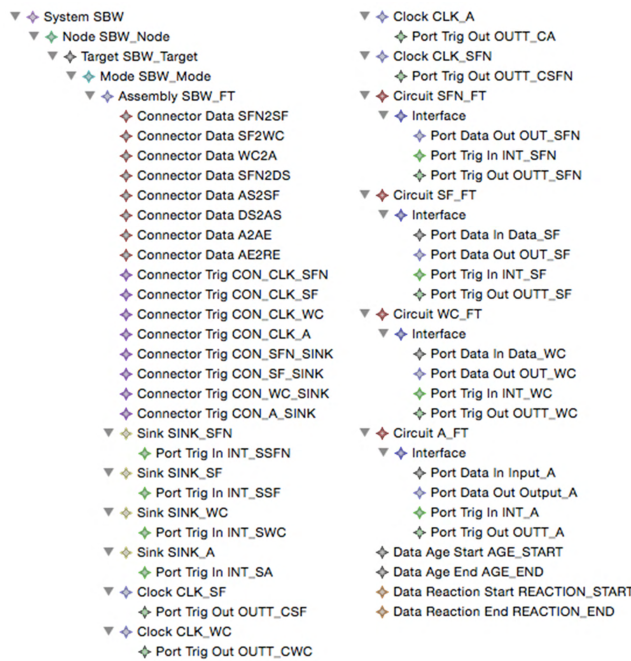 System SBW
Node SBW_Node
Target SBW_Target
Mode SBW_Mode
Assembly SBW_FT
Connector Data SFN2SF
Connector Data SF2WC
Connector Data WC2A
Connector Data SFN2DS
Connector Data AS2SF
Connector Data DS2AS
Connector Data A2AE
Connector Data AE2RE
Connector Trig CON_CLK_SFN
Connector Trig CON_CLK_SF
Connector Trig CON_CLK_WC
Connector Trig CON_CLK_A
Connector Trig CON_SFN_SINK
Connector Trig CON_SF_SINK
Connector Trig CON_WC_SINK
Connector Trig CON_A_SINK
Sink SINK_SFN
Port Trig In INT_SSFN
Sink SINK_SF
Port Trig In INT_SSF
Sink SINK_WC
Port Trig In INT_SWC
Sink SINK_A
Port Trig In INT_SA
Clock CLK_SF
Port Trig Out OUTT_CSF
Clock CLK_WC
Port Trig Out OUTT_CWC
Clock CLK_A
Port Trig Out OUTT_CA
Clock CLK_SFN
Port Trig Out OUTT_CSFN
Circuit SFN_FT
Interface
Port Data Out OUT_SFN
Port Trig In INT_SFN
Port Trig Out OUTT_SFN
Circuit SF_FT
Interface
Port Data In Data_SF
Port Data Out OUT_SF
Port Trig In INT_SF
Port Trig Out OUTT_SF
Circuit WC_FT
Interface
Port Data In Data_WC
Port Data Out OUT_WC
Port Trig In INT_WC
Port Trig Out OUTT_WC
Circuit A_FT
Interface
Port Data In Input_A
Port Data Out Output_A
Port Trig In INT_A
Port Trig Out OUTT_A
Data Age Start AGE_START
Data Age End AGE_END
Data Reaction Start REACTION_START
Data Reaction End REACTION_END